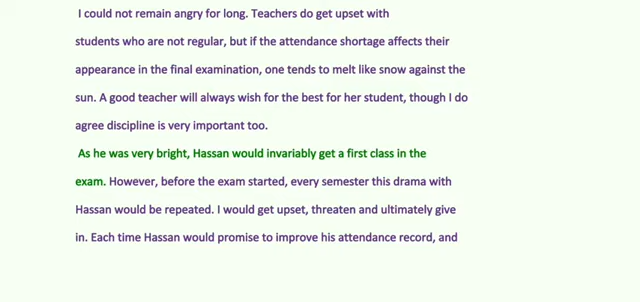 I could not remain angry for long. Teachers do get upset with
students who are not regular, but if the attendance shortage affects their
appearance in the final examination, one tends to melt like snow against the
sun. A good teacher will always wish for the best for her student, though I do
agree discipline is very important too.
As he was very bright, Hassan would invariably get a first class in the
exam. However, before the exam started, every semester this drama with
Hassan would be repeated. I would get upset, threaten and ultimately give
in. Each time Hassan would promise to improve his attendance record, and